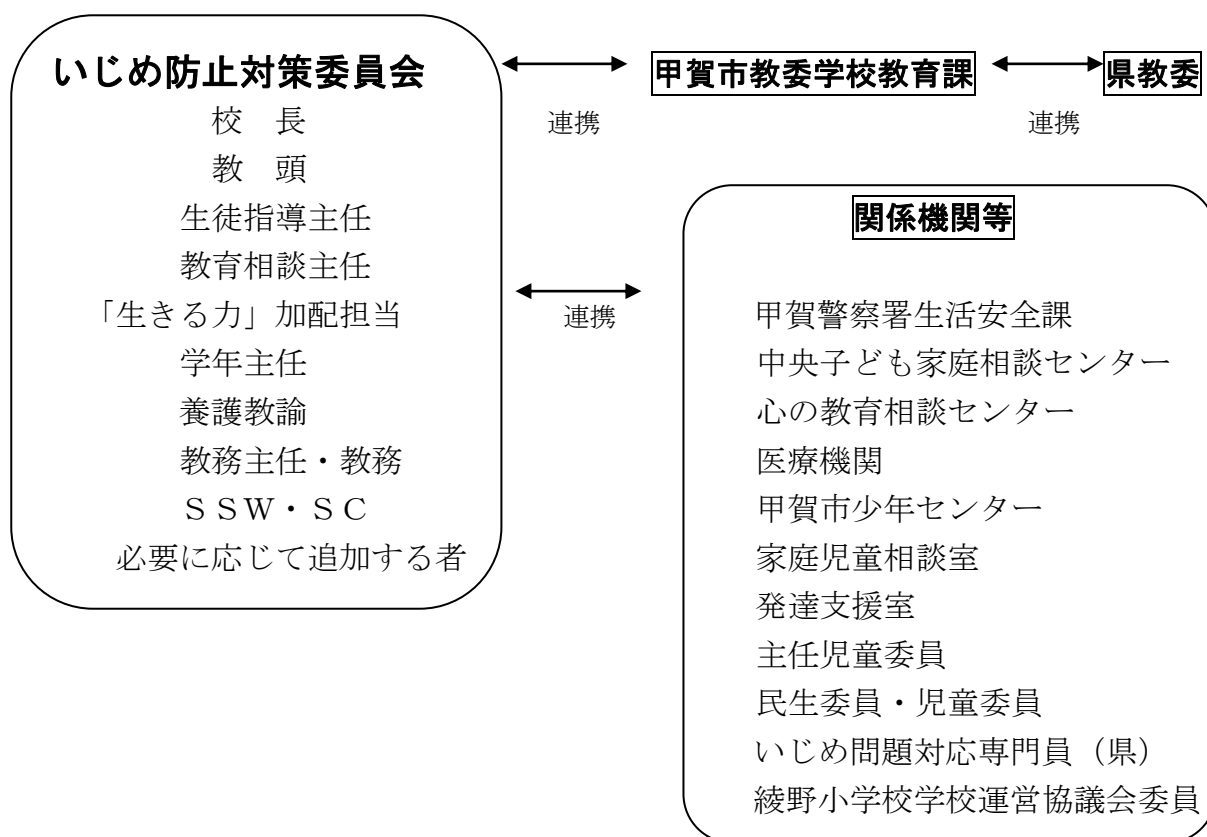 いじめ防止対策委員会
校 長
教 頭
生徒指導主任
教育相談主任
「生きる力」加配担当
学年主任
養護教諭
教務主任・教務
ＳＳＷ・ＳＣ
必要に応じて追加する者
連携
甲賀市教委学校教育課
連携
県教委
連携
関係機関等
甲賀警察署生活安全課
中央子ども家庭相談センター
心の教育相談センター
医療機関
甲賀市少年センター
家庭児童相談室
発達支援室
主任児童委員
民生委員・児童委員
いじめ問題対応専門員（県）
綾野小学校学校運営協議会委員